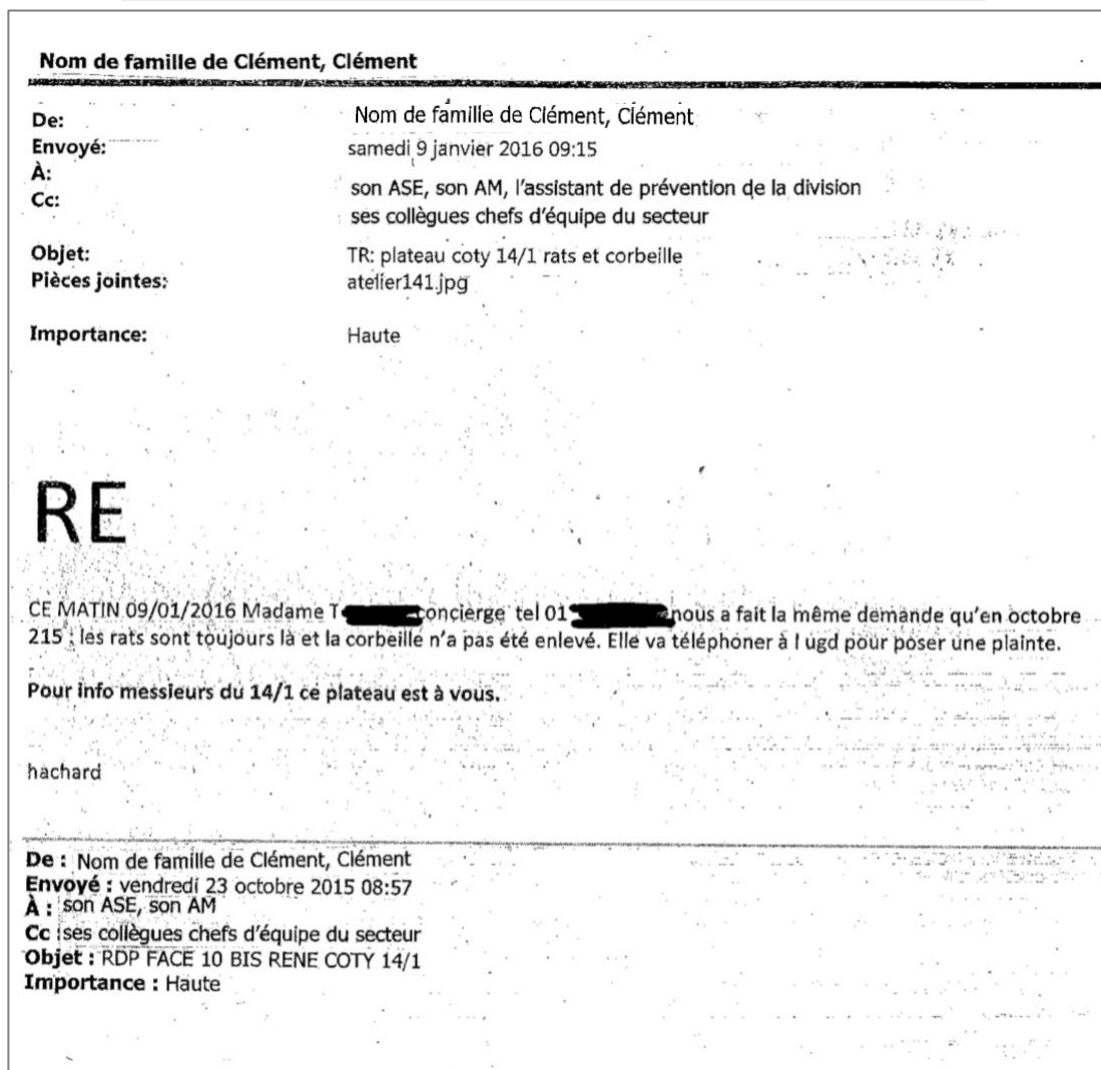 Nom de famille de Clément, Clément
De: Nom de famille de Clément, Clément
Envoyé: samedi 9 janvier 2016 09:15
À: son ASE, son AM, l'assistant de prévention de la division
Cc: ses collègues chefs d'équipe du secteur
Objet: TR: plateau coty 14/1 rats et corbeille
Pièces jointes: atelier141.jpg
Importance: Haute
RE
CE MATIN 09/01/2016 Madame T concierge tel 01 nous a fait la même demande qu'en octobre
215 ; les rats sont toujours là et la corbeille n'a pas été enlevé. Elle va téléphoner à l ugd pour poser une plainte.
Pour info messieurs du 14/1 ce plateau est à vous.
hachard
De : Nom de famille de Clément, Clément
Envoyé : vendredi 23 octobre 2015 08:57
À : son ASE, son AM
Cc : ses collègues chefs d'équipe du secteur
Objet : RDP FACE 10 BIS RENE COTY 14/1
Importance : Haute